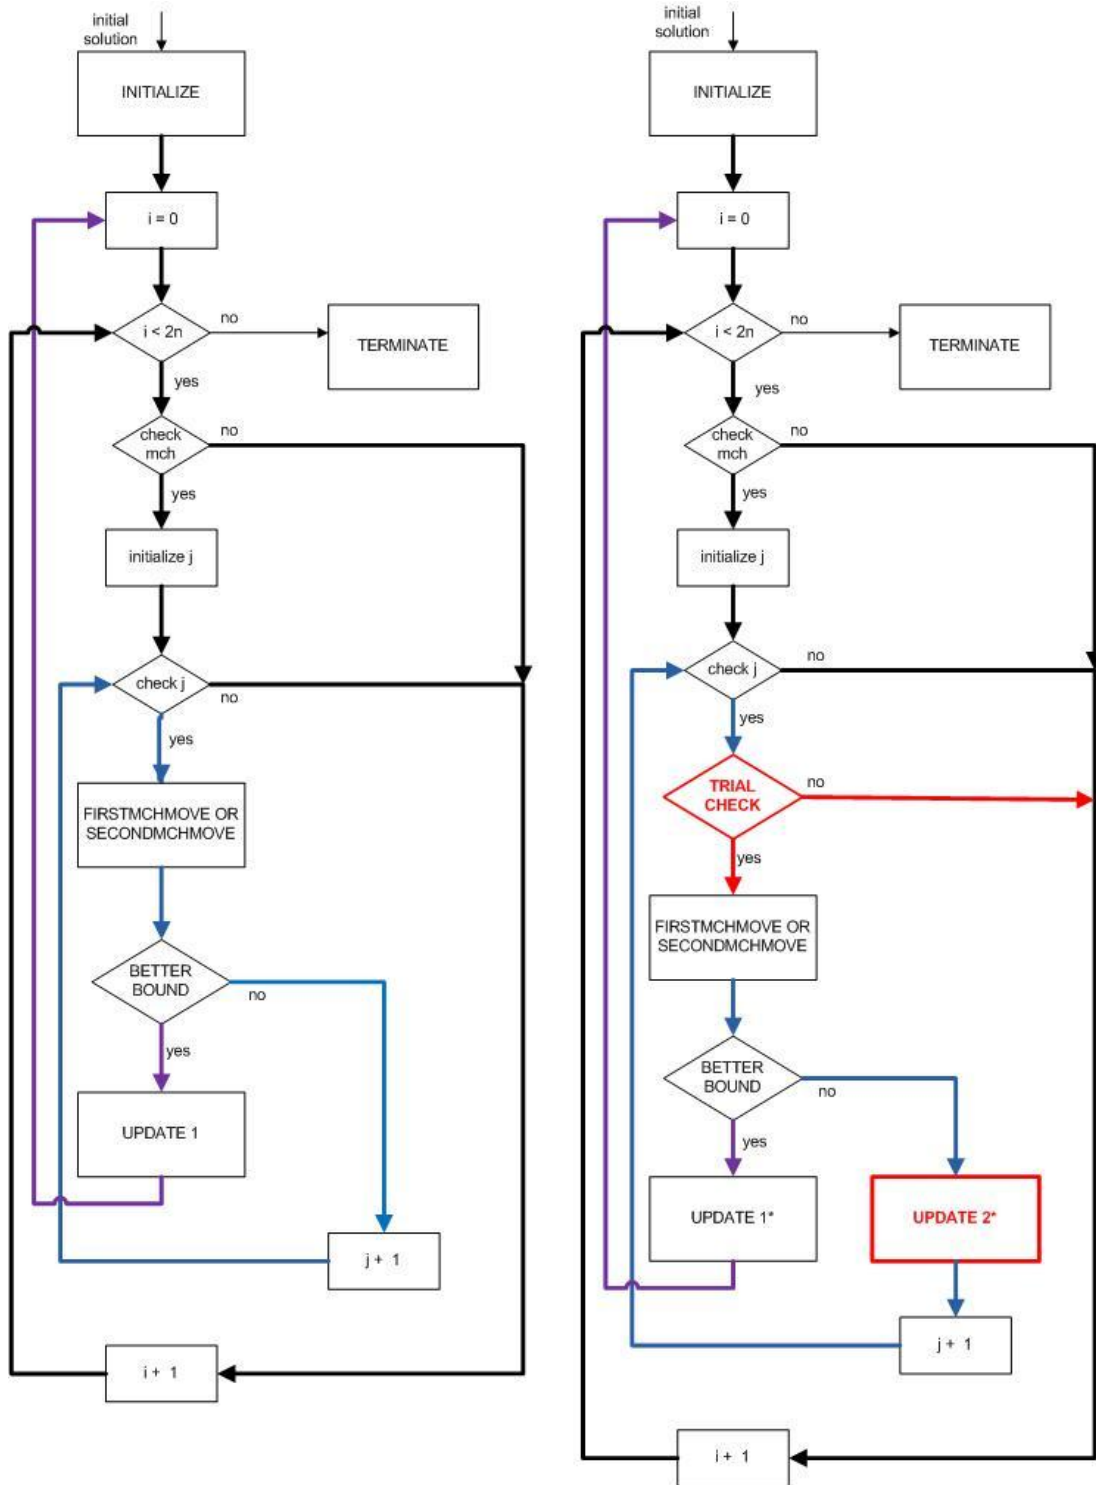 initial
solution
INITIALIZE
i = 0
i < 2n
no
TERMINATE
yes
check
mch
no
yes
initialize j
check j
no
yes
FIRSTMCHMOVE OR
SECONDMCHMOVE
BETTER
BOUND
no
yes
UPDATE 1
j + 1
i + 1
initial
solution
INITIALIZE
i = 0
i < 2n
no
TERMINATE
yes
check
mch
no
yes
initialize j
check j
no
yes
TRIAL
CHECK
no
yes
FIRSTMCHMOVE OR
SECONDMCHMOVE
BETTER
BOUND
no
yes
UPDATE 1*
UPDATE 2*
j + 1
i + 1